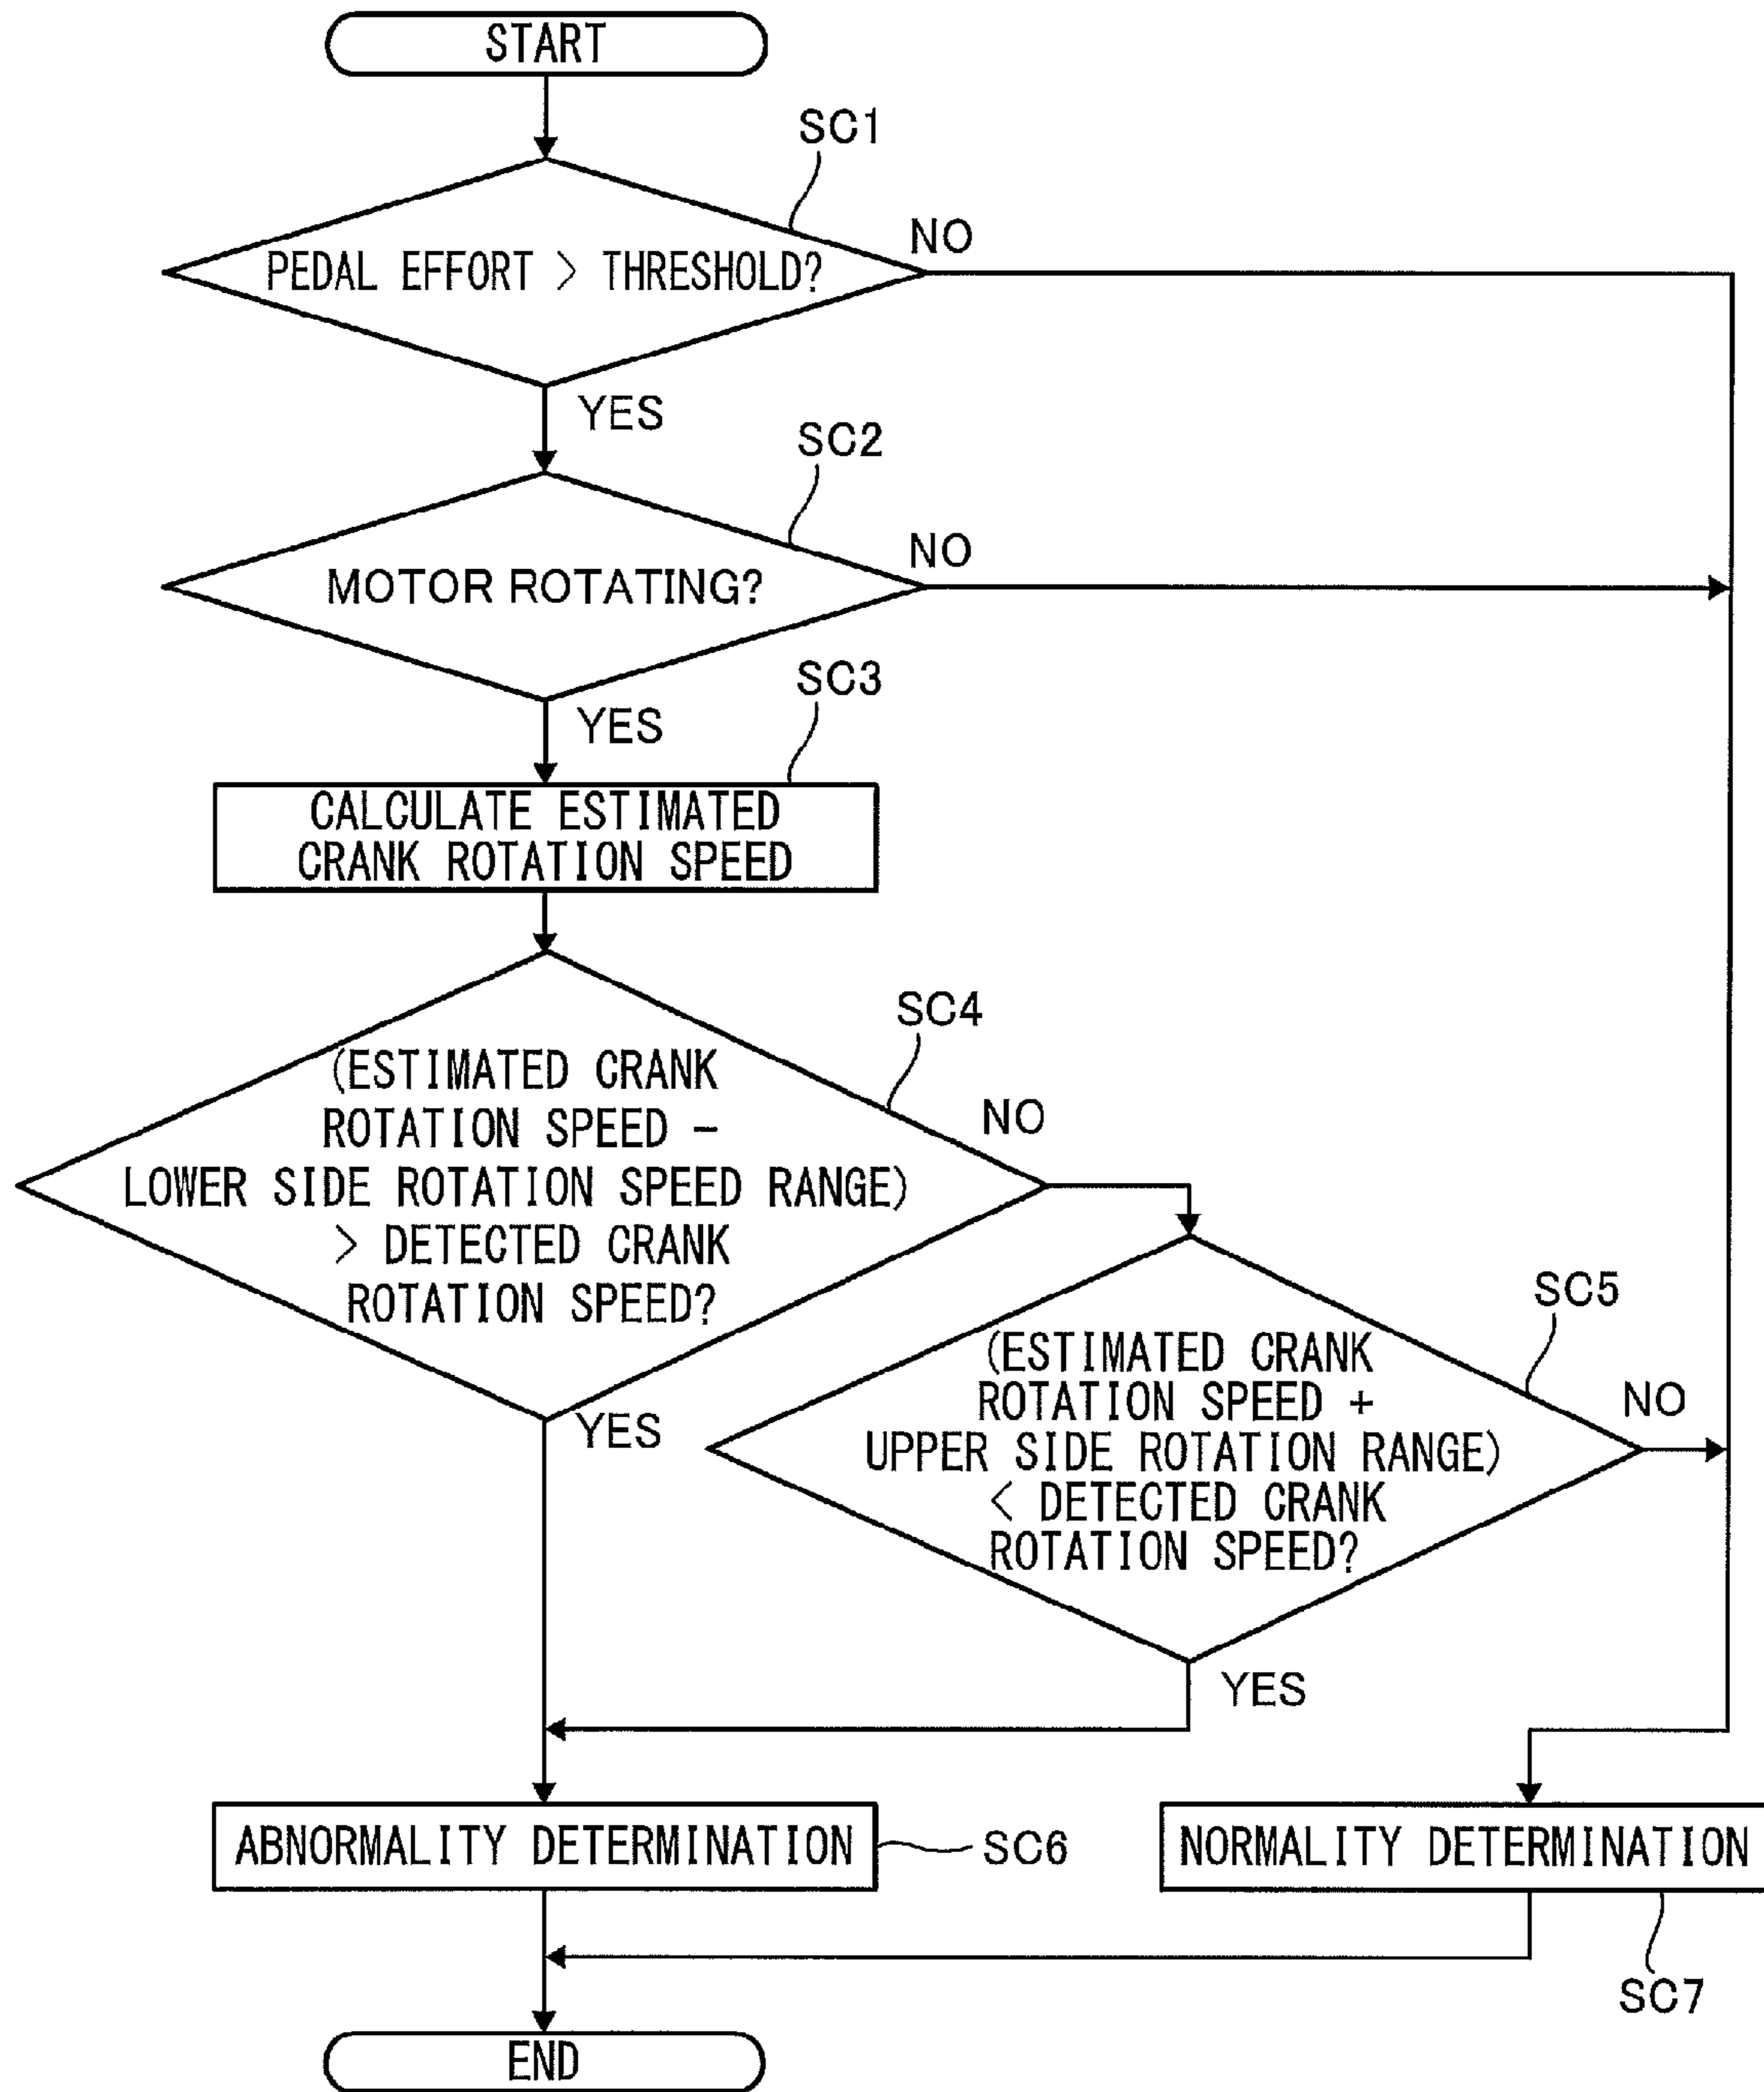 START
SC1
PEDAL EFFORT > THRESHOLD?
NO
YES
SC2
MOTOR ROTATING?
NO
YES
SC3
CALCULATE ESTIMATED
CRANK ROTATION SPEED
SC4
(ESTIMATED CRANK
ROTATION SPEED -
LOWER SIDE ROTATION SPEED RANGE)
> DETECTED CRANK
ROTATION SPEED?
NO
YES
SC5
(ESTIMATED CRANK
ROTATION SPEED +
UPPER SIDE ROTATION RANGE)
< DETECTED CRANK
ROTATION SPEED?
NO
YES
ABNORMALITY DETERMINATION
SC6
NORMALITY DETERMINATION
SC7
END